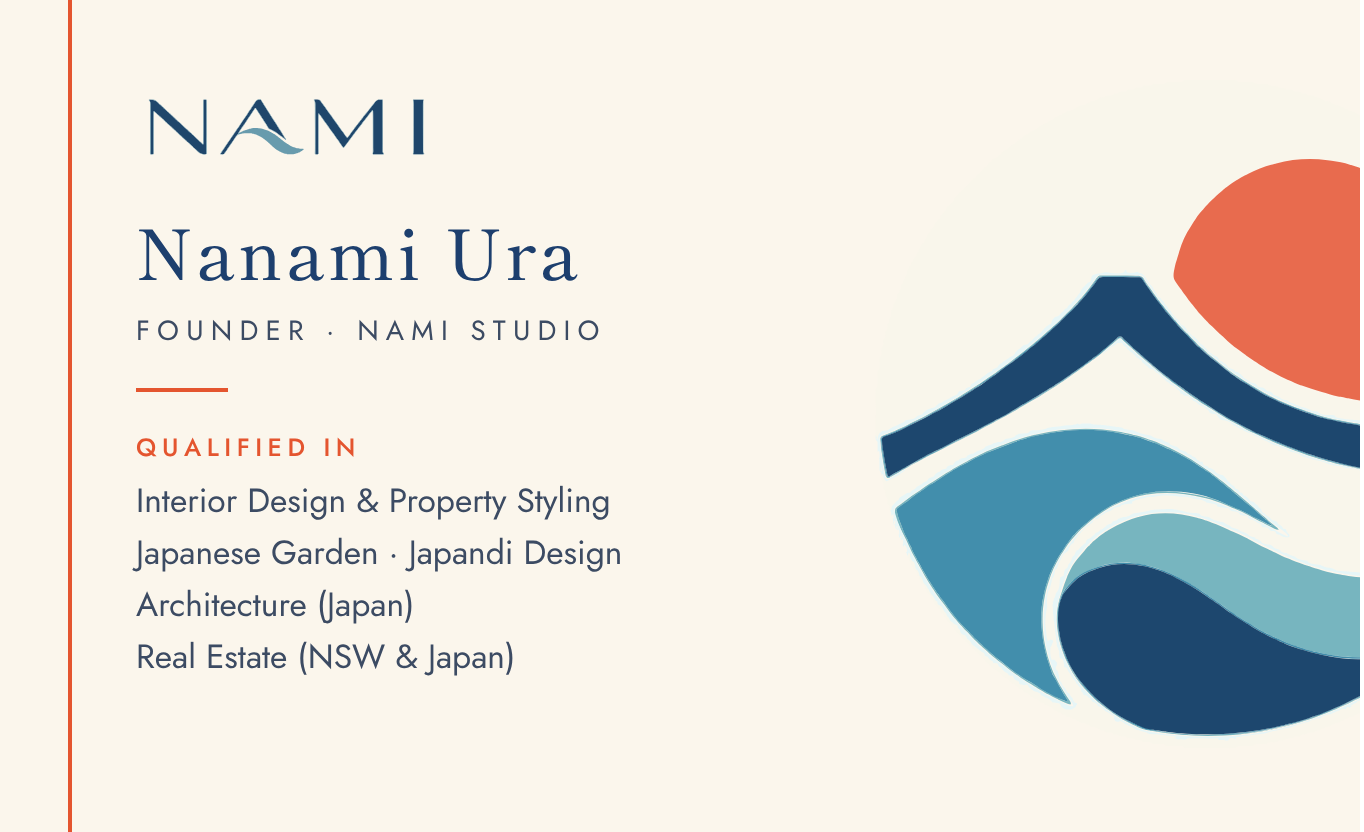 NAMI
Nanami Ura
FOUNDER · NAMI STUDIO
QUALIFIED IN
Interior Design & Property Styling
Japanese Garden · Japandi Design
Architecture (Japan)
Real Estate (NSW & Japan)